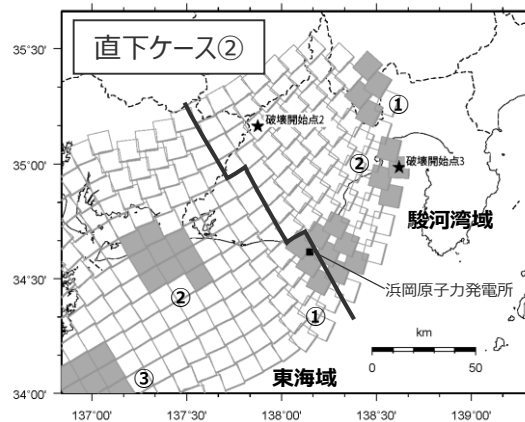 直下ケース②
35°30'
35°00'
34°30'
34°00'
137°00'
137°30'
138°00'
138°30'
139°00'
破壊開始点2
①
②
破壊開始点3
駿河湾域
浜岡原子力発電所
②
①
km
0
50
③
東海域